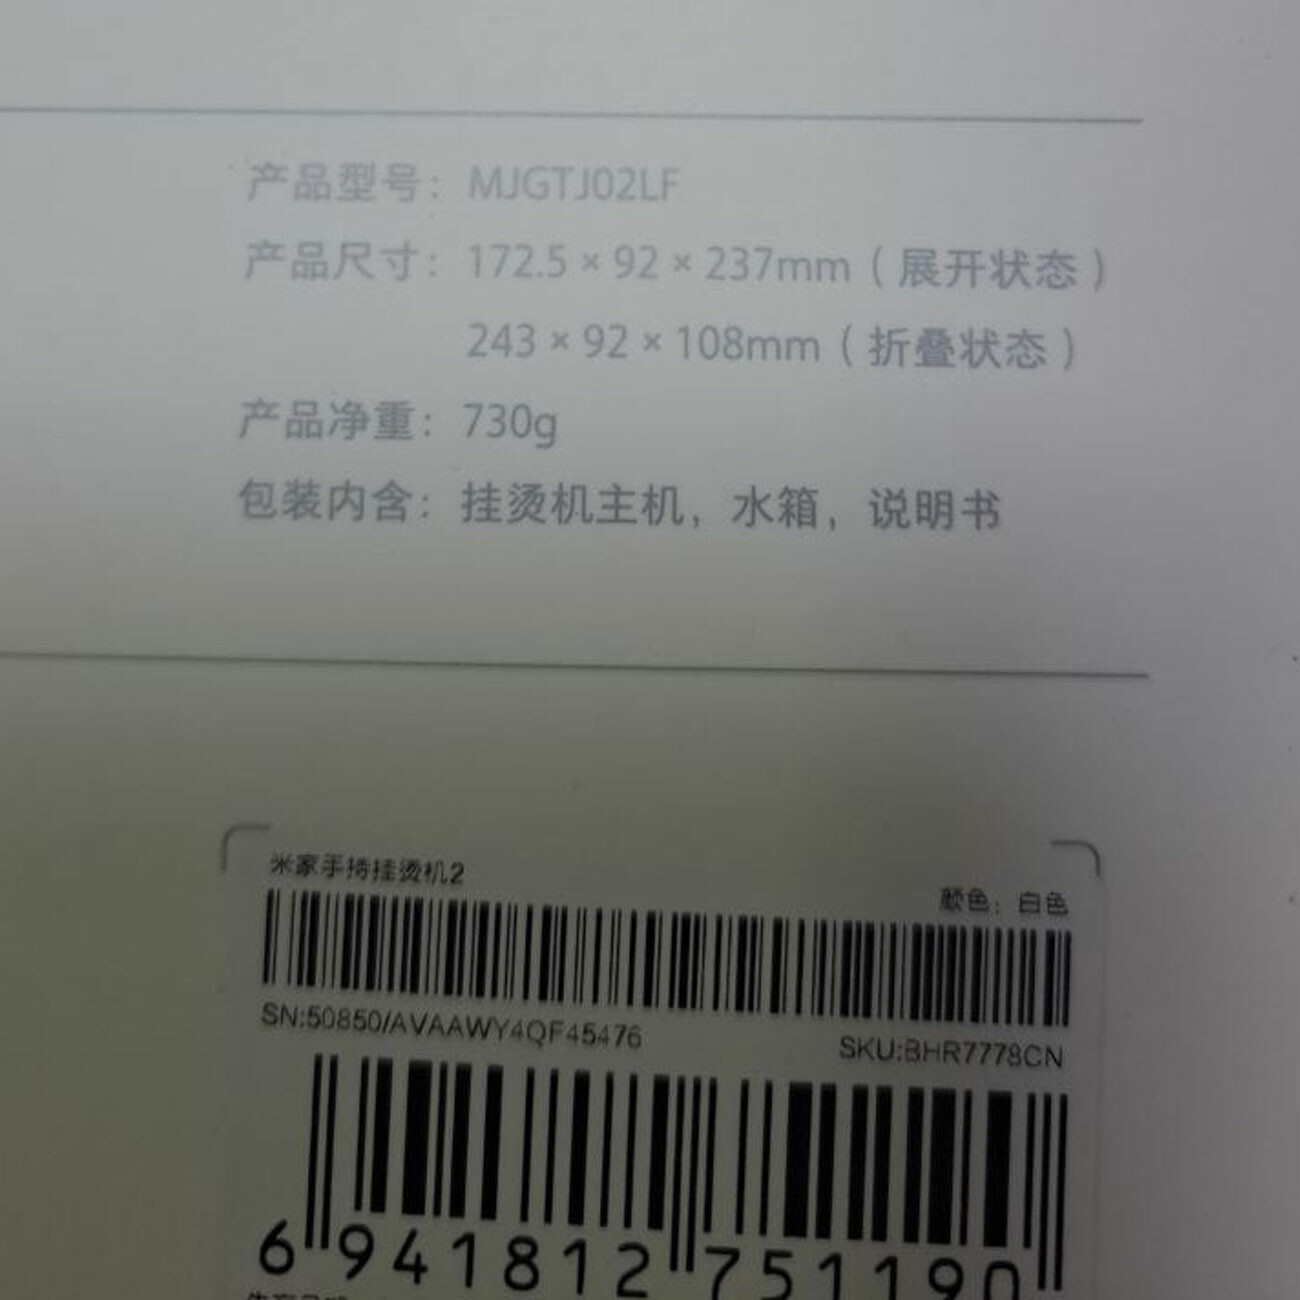 产品型号：MJGTJ02LF
产品尺寸：172.5 × 92 × 237mm（展开状态）
243 × 92 × 108mm（折叠状态）
产品净重：730g
包装内含：挂烫机主机，水箱，说明书
米家手持挂烫机2
颜色：白色
SN:50850/AVAAWY4QF45476
SKU:BHR7778CN
6 941812 751190